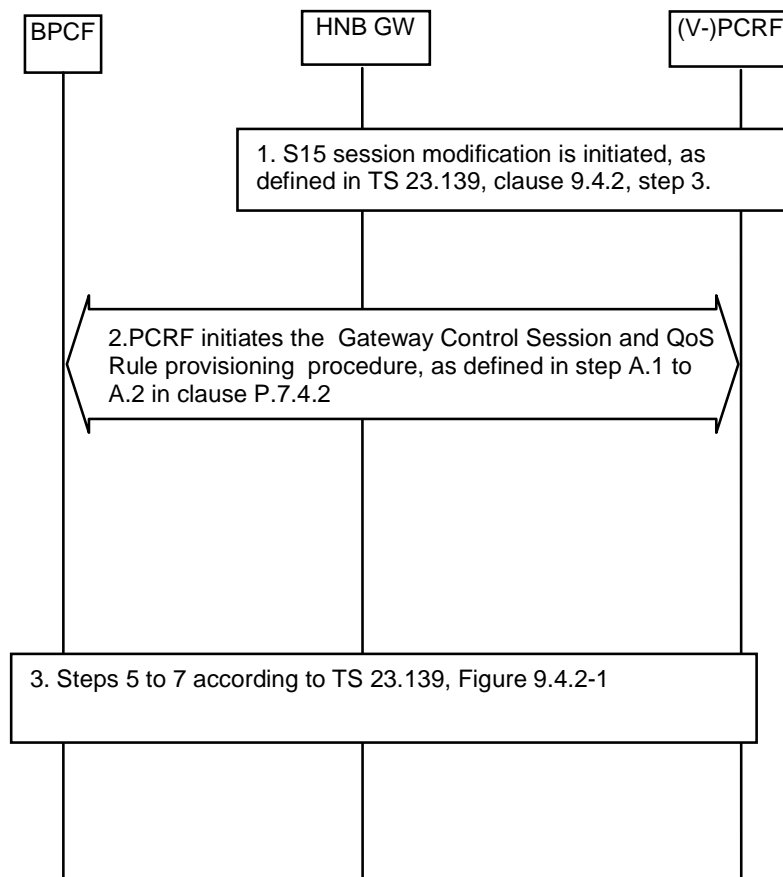 BPCF
HNB GW
(V-)PCRF
1. S15 session modification is initiated, as
defined in TS 23.139, clause 9.4.2, step 3.
2.PCRF initiates the  Gateway Control Session and QoS
Rule provisioning  procedure, as defined in step A.1 to
A.2 in clause P.7.4.2
3. Steps 5 to 7 according to TS 23.139, Figure 9.4.2-1